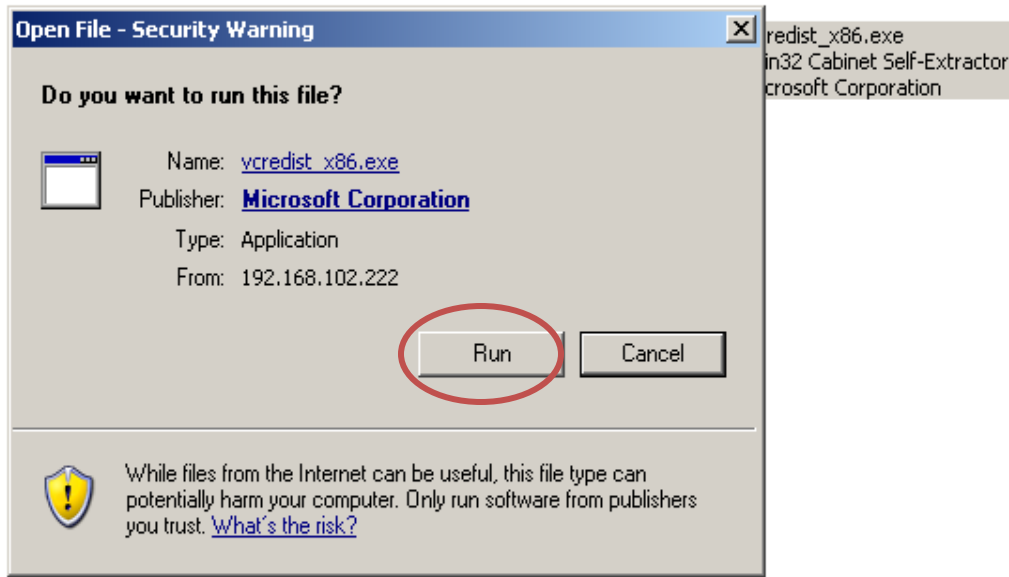 Open File - Security Warning
Do you want to run this file?
Name: vcredist_x86.exe
Publisher: Microsoft Corporation
Type: Application
From: 192.168.102.222
Run Cancel
While files from the Internet can be useful, this file type can
potentially harm your computer. Only run software from publishers
you trust. What's the risk?
redist_x86.exe
in32 Cabinet Self-Extractor
crosoft Corporation